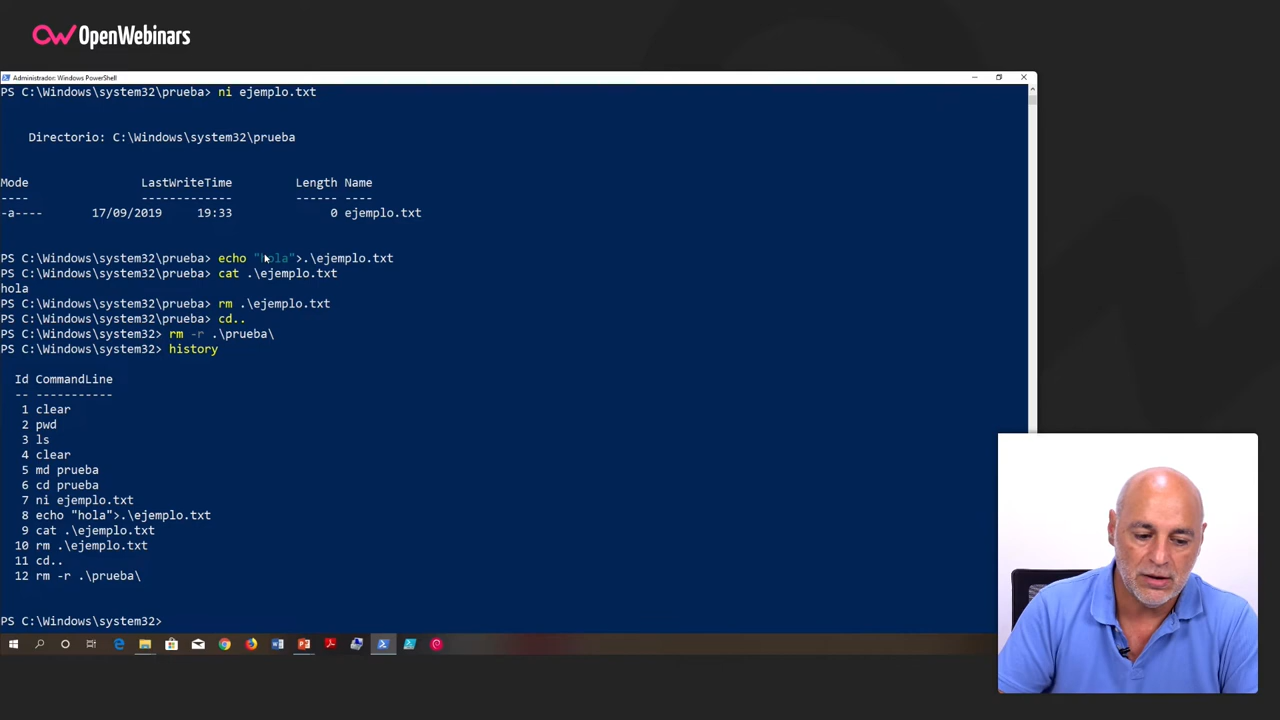 OpenWebinars
Administrador: Windows PowerShell
PS C:\Windows\system32\prueba> ni ejemplo.txt
Directorio: C:\Windows\system32\prueba
Mode LastWriteTime Length Name
---- ------------- ------ ----
-a---- 17/09/2019 19:33 0 ejemplo.txt
PS C:\Windows\system32\prueba> echo "hola">.\ejemplo.txt
PS C:\Windows\system32\prueba> cat .\ejemplo.txt
hola
PS C:\Windows\system32\prueba> rm .\ejemplo.txt
PS C:\Windows\system32\prueba> cd..
PS C:\Windows\system32> rm -r .\prueba\
PS C:\Windows\system32> history
Id CommandLine
-- -----------
1 clear
2 pwd
3 ls
4 clear
5 md prueba
6 cd prueba
7 ni ejemplo.txt
8 echo "hola">.\ejemplo.txt
9 cat .\ejemplo.txt
10 rm .\ejemplo.txt
11 cd..
12 rm -r .\prueba\
PS C:\Windows\system32>